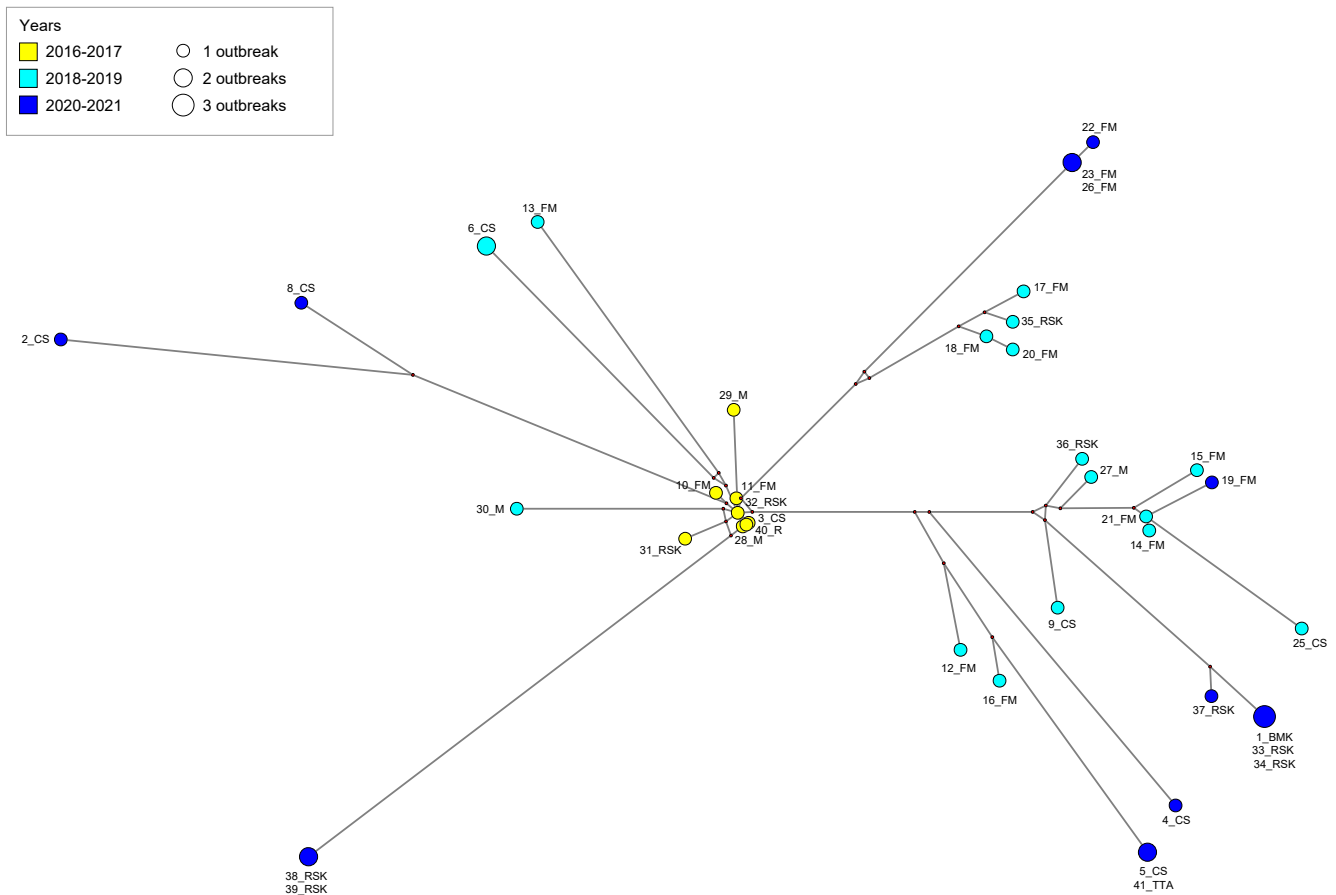 Years
2016-2017
1 outbreak
2018-2019
2 outbreaks
2020-2021
3 outbreaks
22_FM
23_FM
26_FM
13_FM
6_CS
8_CS
17_FM
35_RSK
2_CS
18_FM
20_FM
29_M
36_RSK
27_M
15_FM
19_FM
10_FM
11_FM
32_RSK
30_M
3_CS
40_R
28_M
31_RSK
21_FM
14_FM
9_CS
25_CS
12_FM
16_FM
37_RSK
1_BMK
33_RSK
34_RSK
4_CS
5_CS
41_TTA
38_RSK
39_RSK